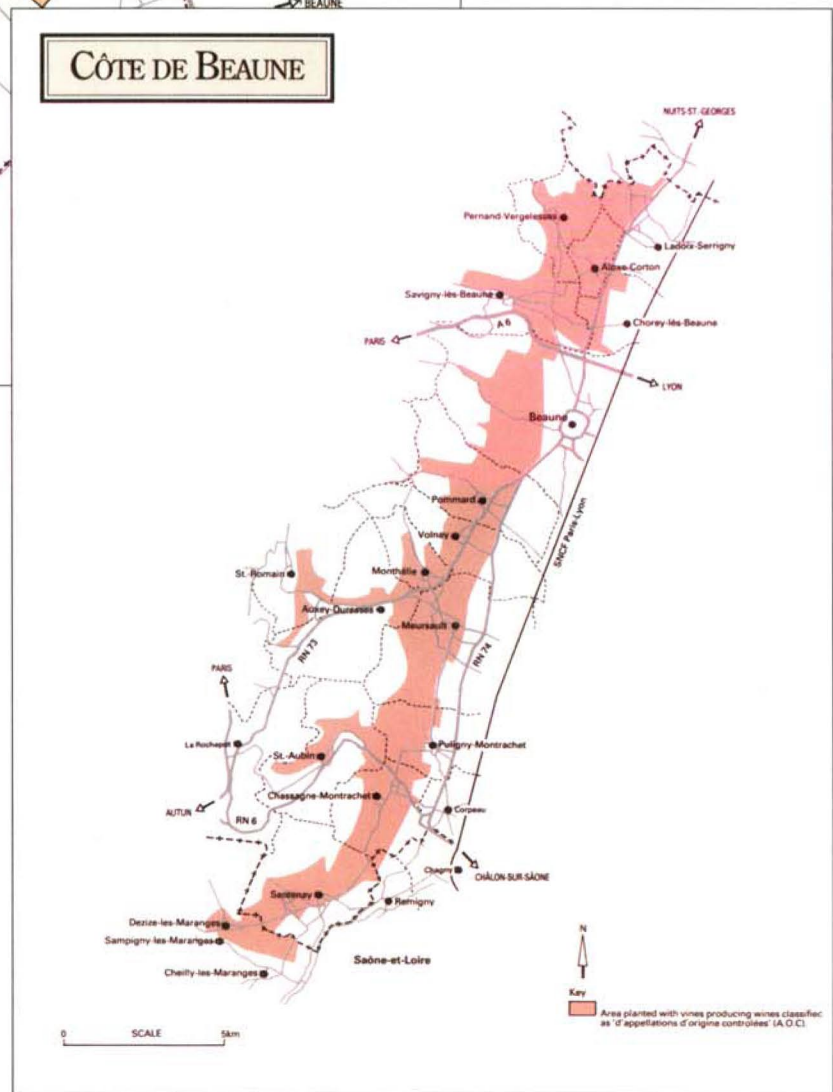 BEAUNE
CÔTE DE BEAUNE
NUITS-ST.-GEORGES
Pernand-Vergelesses
Ladoix-Serrigny
Aloxe-Corton
Savigny-lès-Beaune
Chorey-lès-Beaune
A 6
PARIS
LYON
Beaune
Pommard
SNCF Paris-Lyon
Volnay
St.-Romain
Monthélie
Auxey-Duresses
Meursault
RN 73
RN 74
PARIS
La Rochepot
Puligny-Montrachet
St.-Aubin
Chassagne-Montrachet
AUTUN
Corpeau
RN 6
Chagny
CHÂLON-SUR-SÂONE
Santenay
Remigny
Dezize-les-Maranges
Sampigny-les-Maranges
Saône-et-Loire
Cheilly-les-Maranges
N
Key
Area planted with vines producing wines classified
as 'd'appellations d'origine controlées' (A.O.C).
0 SCALE 5km